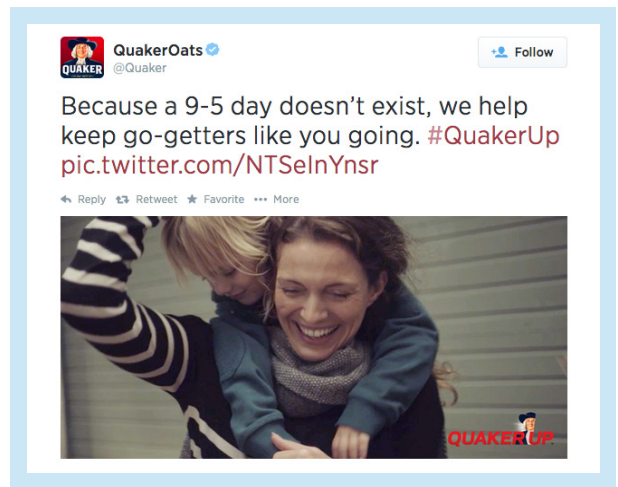 QuakerOats
@Quaker
Follow
QUAKER
Because a 9-5 day doesn’t exist, we help
keep go-getters like you going. #QuakerUp
pic.twitter.com/NTSeInYnsr
Reply Retweet Favorite More
QUAKER UP